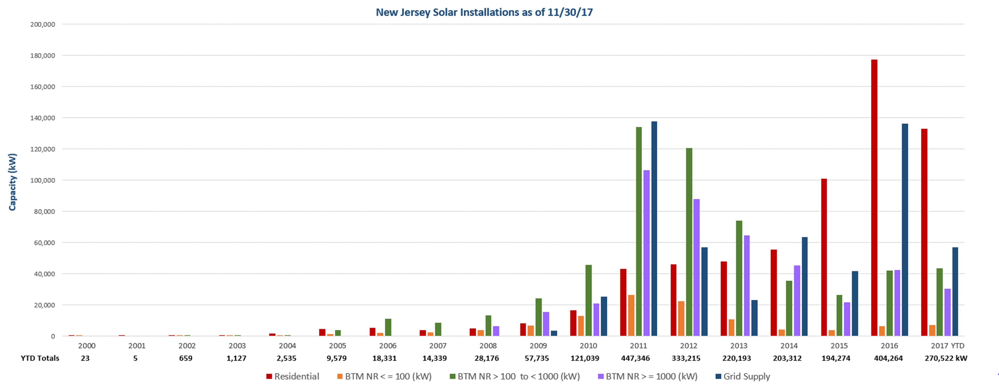 New Jersey Solar Installations as of 11/30/17
200,000
180,000
160,000
140,000
120,000
100,000
80,000
60,000
40,000
20,000
0
Capacity (kW)
2000 2001 2002 2003 2004 2005 2006 2007 2008 2009 2010 2011 2012 2013 2014 2015 2016 2017 YTD
YTD Totals 23 5 659 1,127 2,535 9,579 18,331 14,339 28,176 57,735 121,039 447,346 333,215 220,193 203,312 194,274 404,264 270,522 kW
Residential BTM NR < = 100 (kW) BTM NR > 100 to < 1000 (kW) BTM NR > = 1000 (kW) Grid Supply